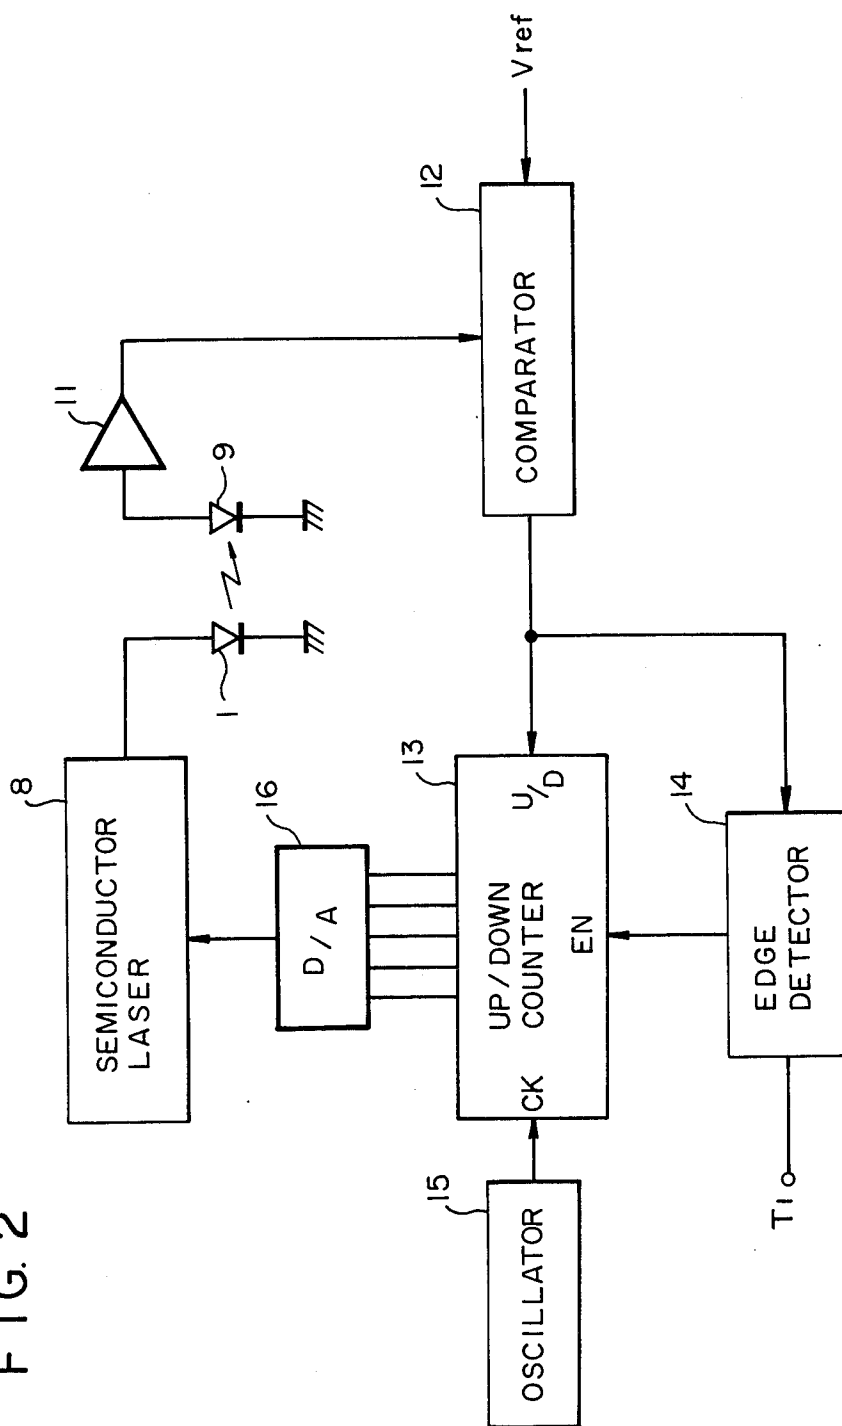 FIG. 2
8
SEMICONDUCTOR
LASER
1
9
11
16
D/A
12
COMPARATOR
Vref
13
U/D
UP/DOWN
COUNTER
CK
EN
15
OSCILLATOR
14
EDGE
DETECTOR
T1